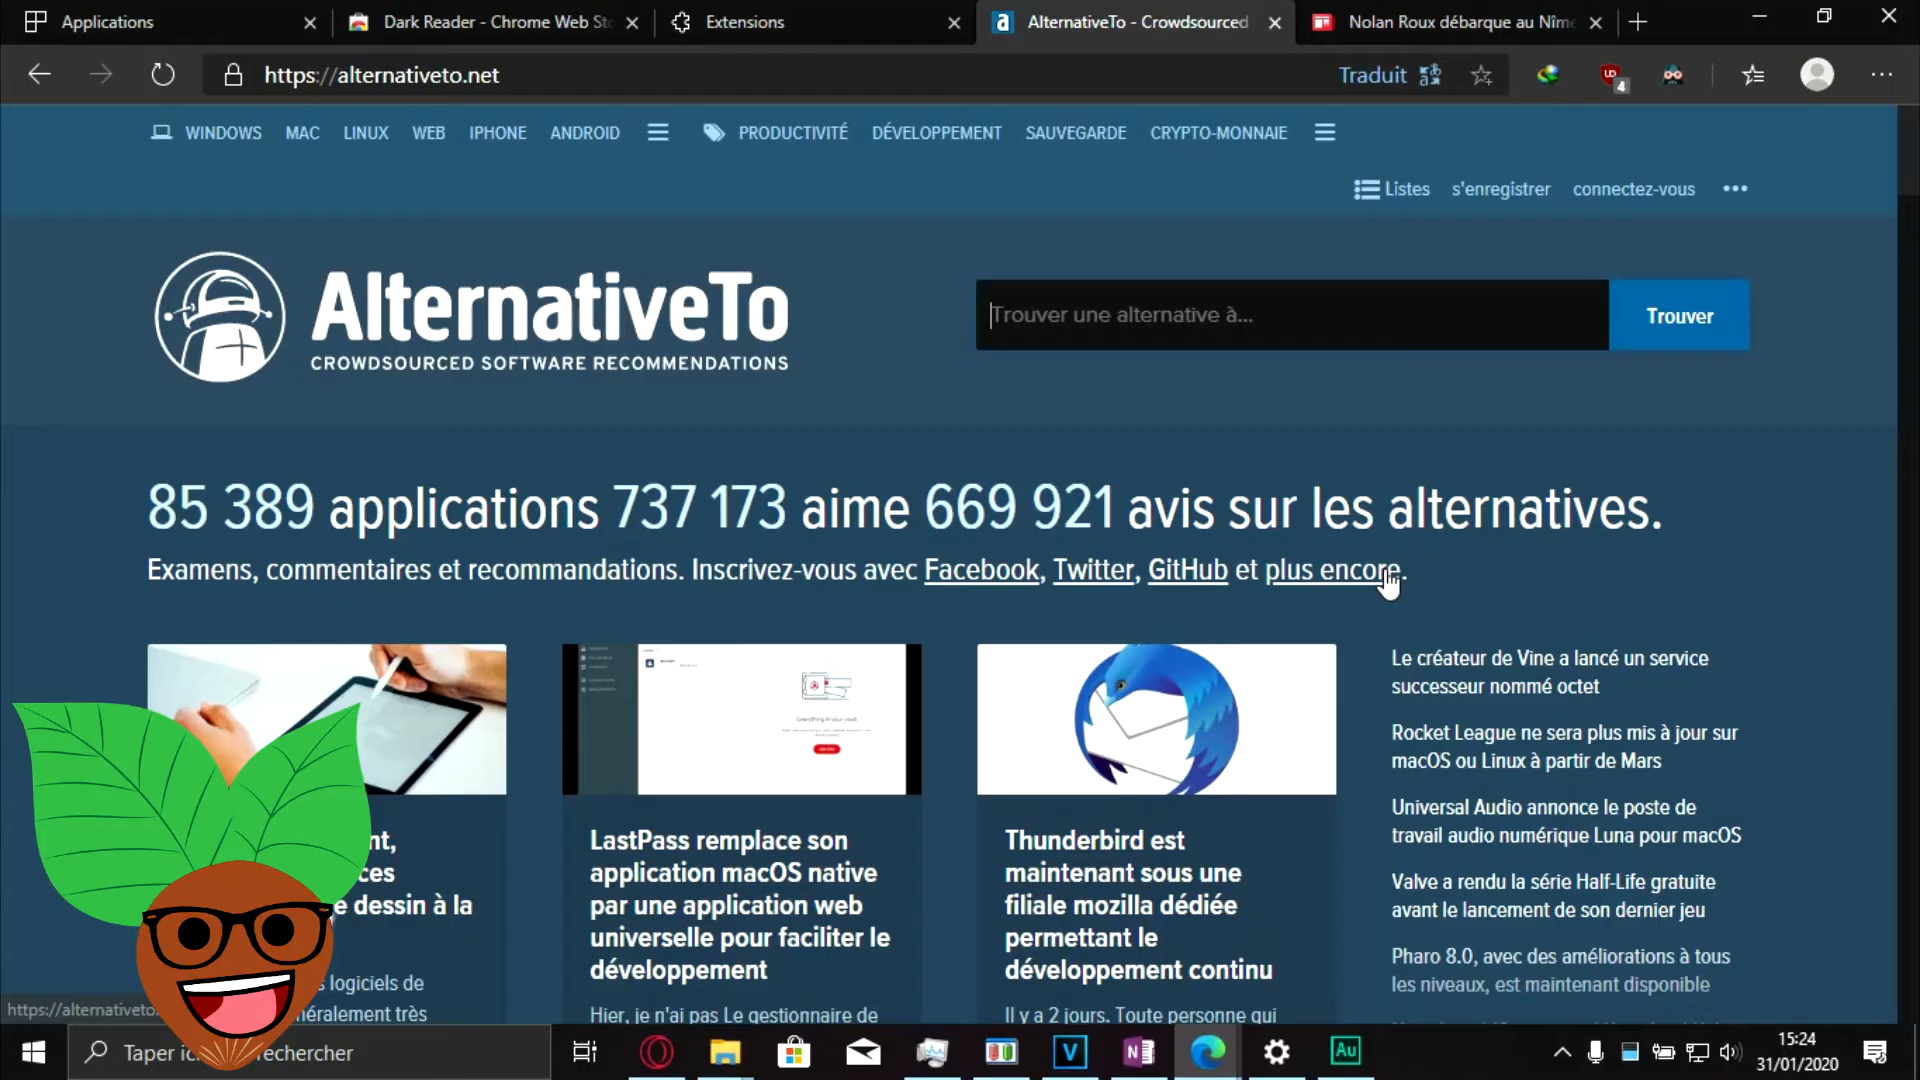 Applications
Dark Reader - Chrome Web St
Extensions
AlternativeTo - Crowdsourced
Nolan Roux débarque au Nîm
https://alternativeto.net
Traduit
4
WINDOWS MAC LINUX WEB IPHONE ANDROID PRODUCTIVITÉ DÉVELOPPEMENT SAUVEGARDE CRYPTO-MONNAIE
Listes s'enregistrer connectez-vous
AlternativeTo
CROWDSOURCED SOFTWARE RECOMMENDATIONS
Trouver une alternative à...
Trouver
85 389 applications 737 173 aime 669 921 avis sur les alternatives.
Examens, commentaires et recommandations. Inscrivez-vous avec Facebook, Twitter, GitHub et plus encore.
nt,
ces
e dessin à la
logiciels de
néralement très
LastPass remplace son
application macOS native
par une application web
universelle pour faciliter le
développement
Hier, je n'ai pas Le gestionnaire de
Thunderbird est
maintenant sous une
filiale mozilla dédiée
permettant le
développement continu
Il y a 2 jours. Toute personne qui
Le créateur de Vine a lancé un service
successeur nommé octet
Rocket League ne sera plus mis à jour sur
macOS ou Linux à partir de Mars
Universal Audio annonce le poste de
travail audio numérique Luna pour macOS
Valve a rendu la série Half-Life gratuite
avant le lancement de son dernier jeu
Pharo 8.0, avec des améliorations à tous
les niveaux, est maintenant disponible
https://alternativeto.
Taper ic rechercher
V
N
Au
15:24
31/01/2020